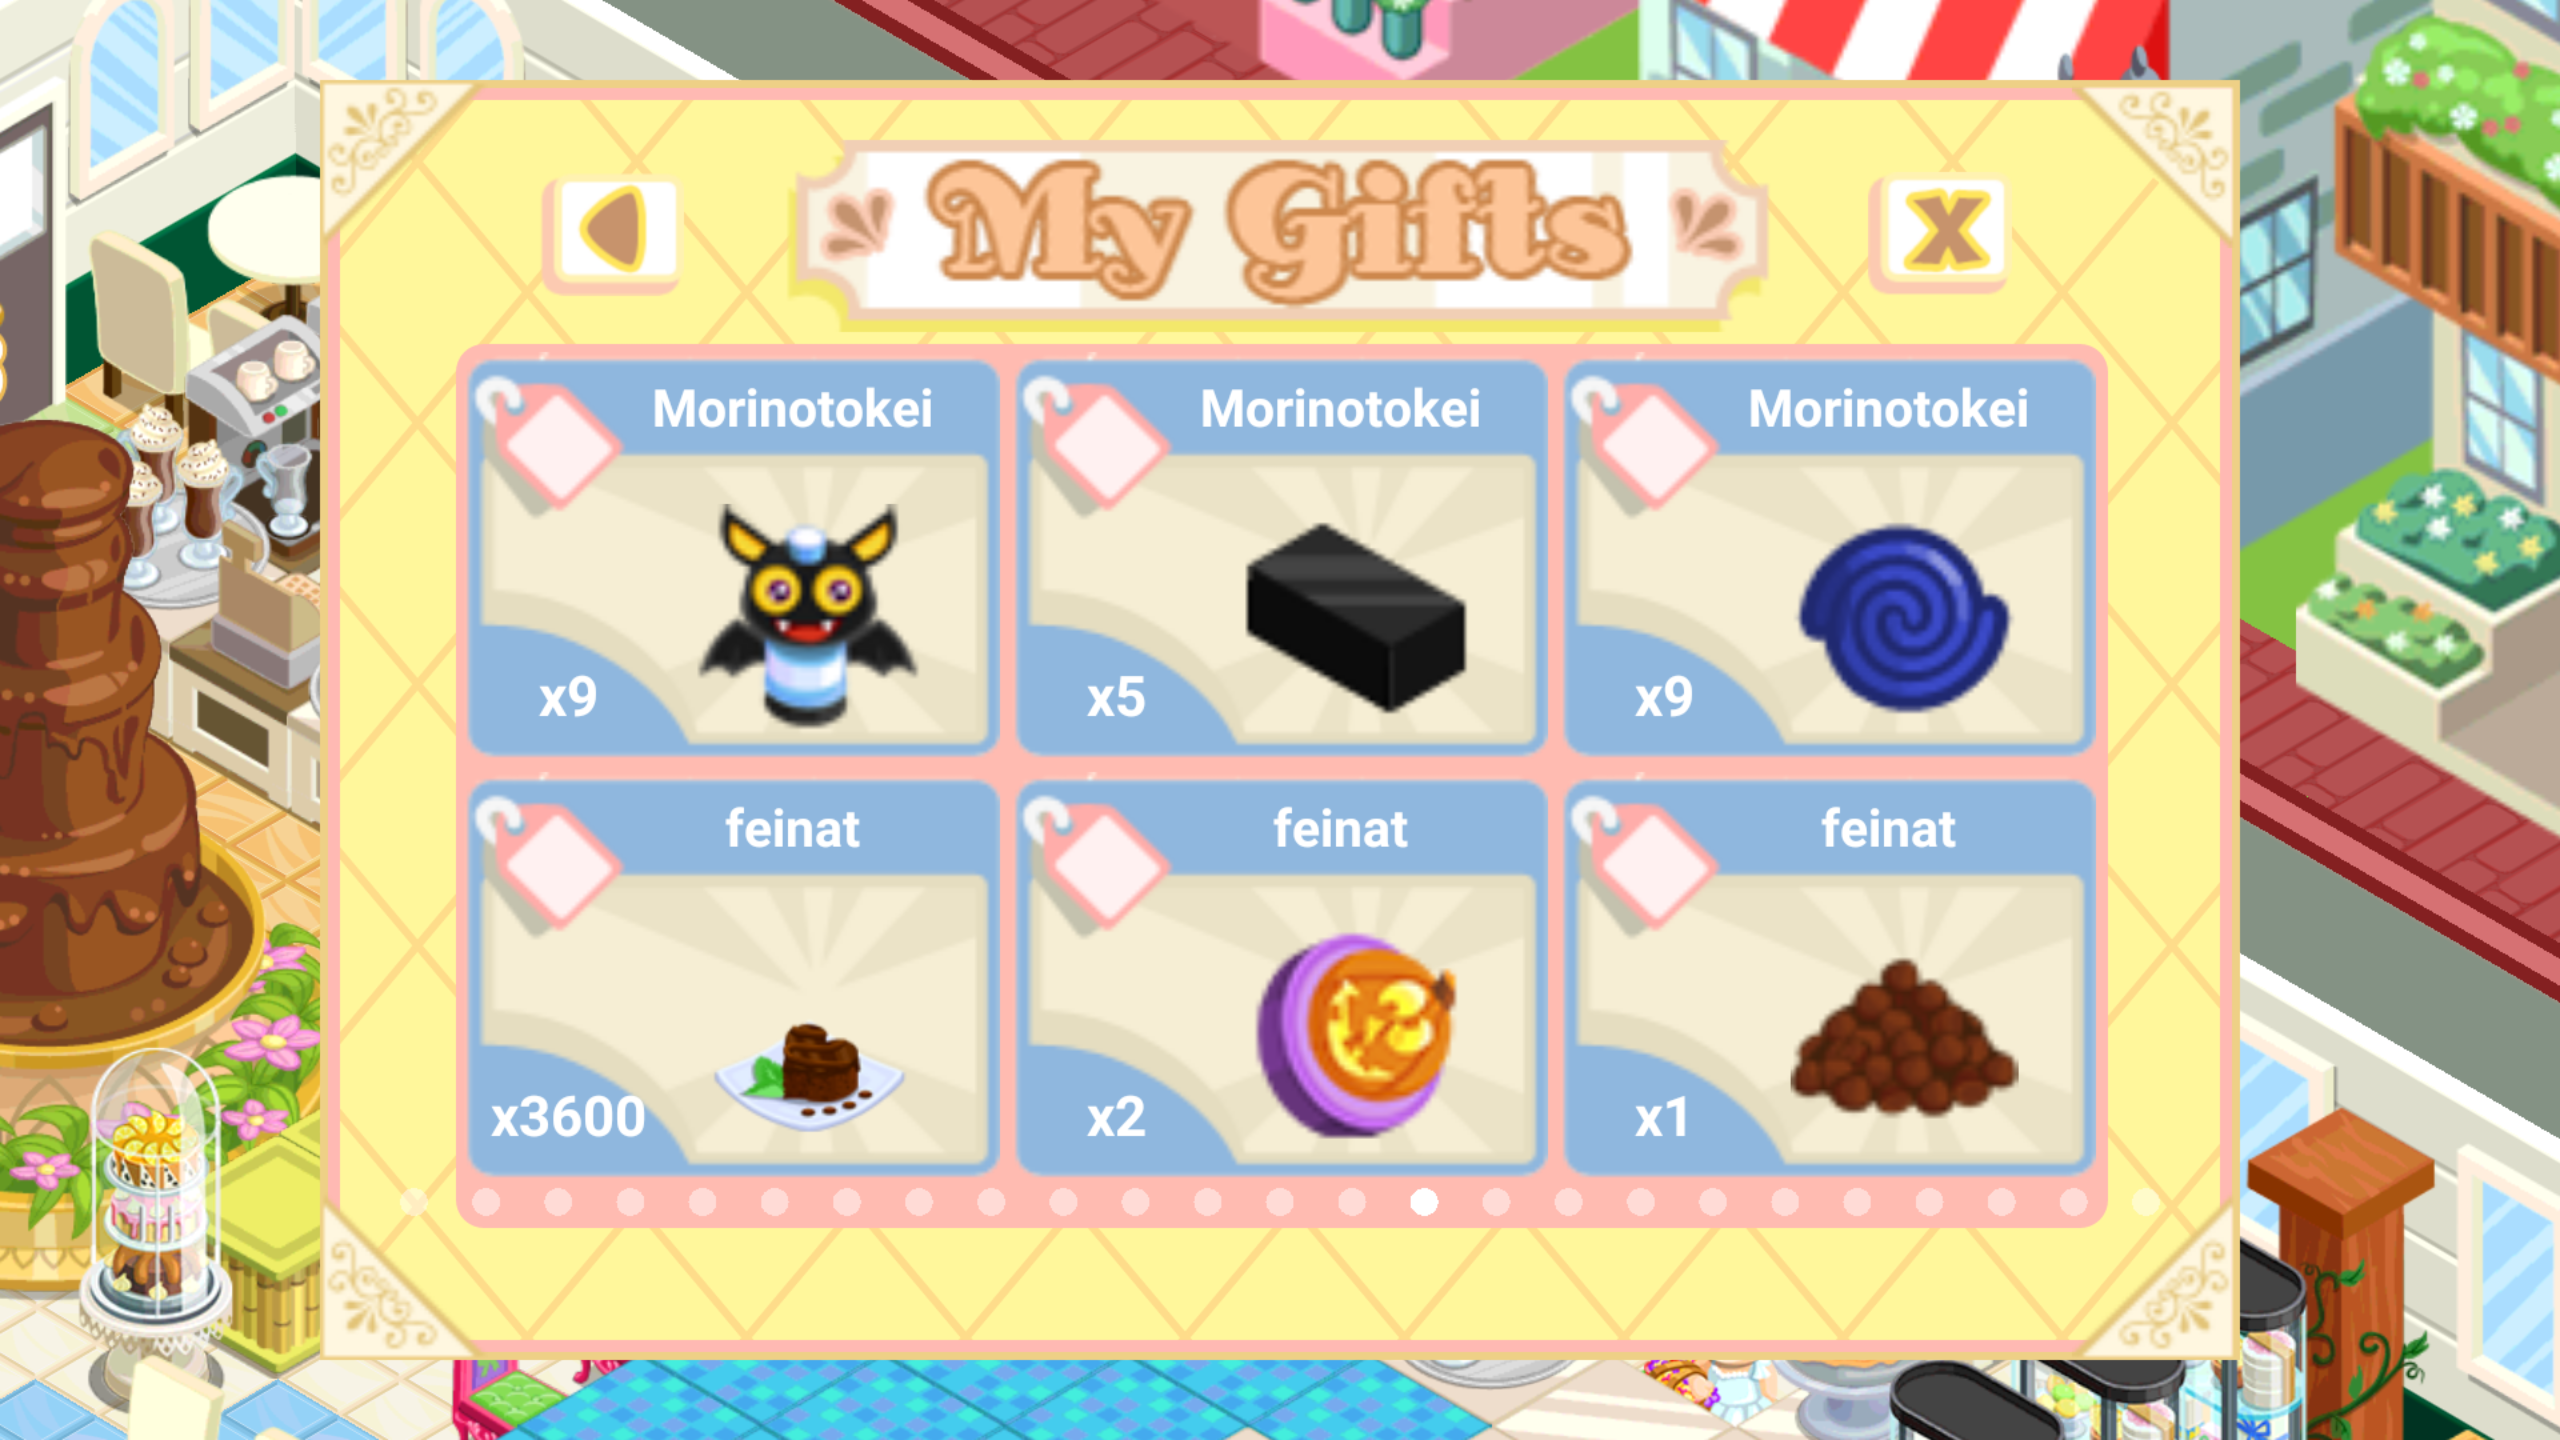 My Gifts
X
Morinotokei
Morinotokei
Morinotokei
x9
x5
x9
feinat
feinat
feinat
x3600
x2
x1